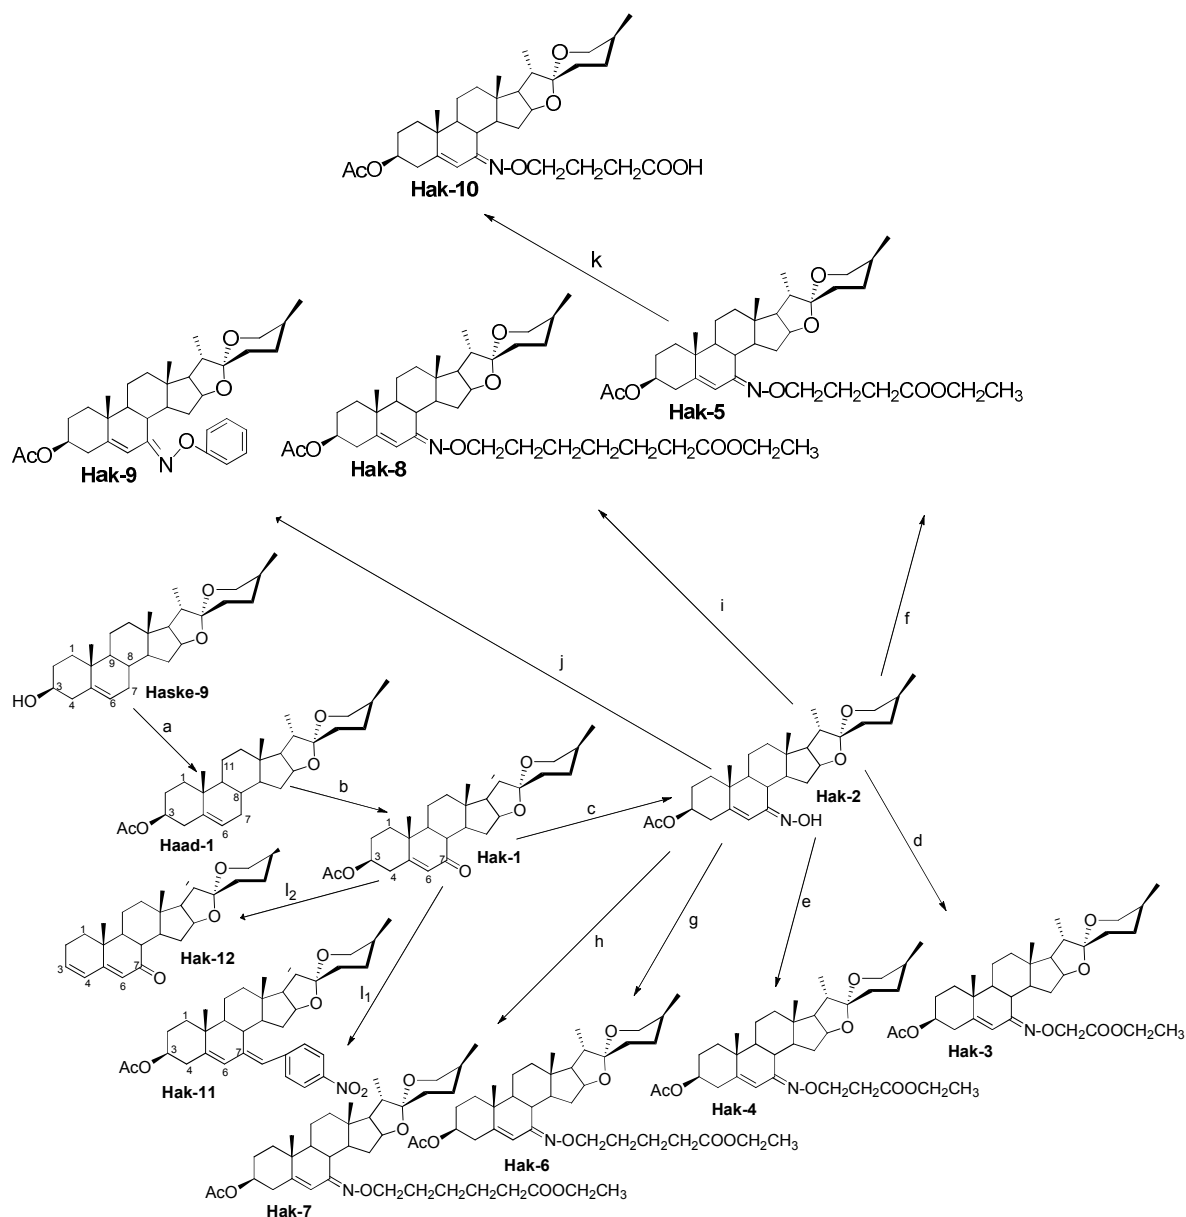 O
O
AcO
N-OCH₂CH₂CH₂COOH
Hak-10
k
O
O
AcO
N-OCH₂CH₂CH₂COOCH₂CH₃
Hak-5
O
O
AcO
N
O
Hak-9
O
O
AcO
N-OCH₂CH₂CH₂CH₂CH₂CH₂COOCH₂CH₃
Hak-8
j
i
f
O
O
1
9
8
HO
3
4
6
7
Haske-9
a
O
O
11
1
8
AcO
3
6
7
Haad-1
b
O
O
1
AcO
3
4
6
7
O
Hak-1
c
O
O
AcO
N-OH
Hak-2
d
l₂
O
O
1
3
4
6
7
O
Hak-12
l₁
h
g
e
O
O
1
AcO
3
4
6
7
NO₂
Hak-11
O
O
AcO
N-OCH₂COOCH₂CH₃
Hak-3
O
O
AcO
N-OCH₂CH₂COOCH₂CH₃
Hak-4
O
O
AcO
N-OCH₂CH₂CH₂CH₂COOCH₂CH₃
Hak-6
O
O
AcO
N-OCH₂CH₂CH₂CH₂CH₂COOCH₂CH₃
Hak-7